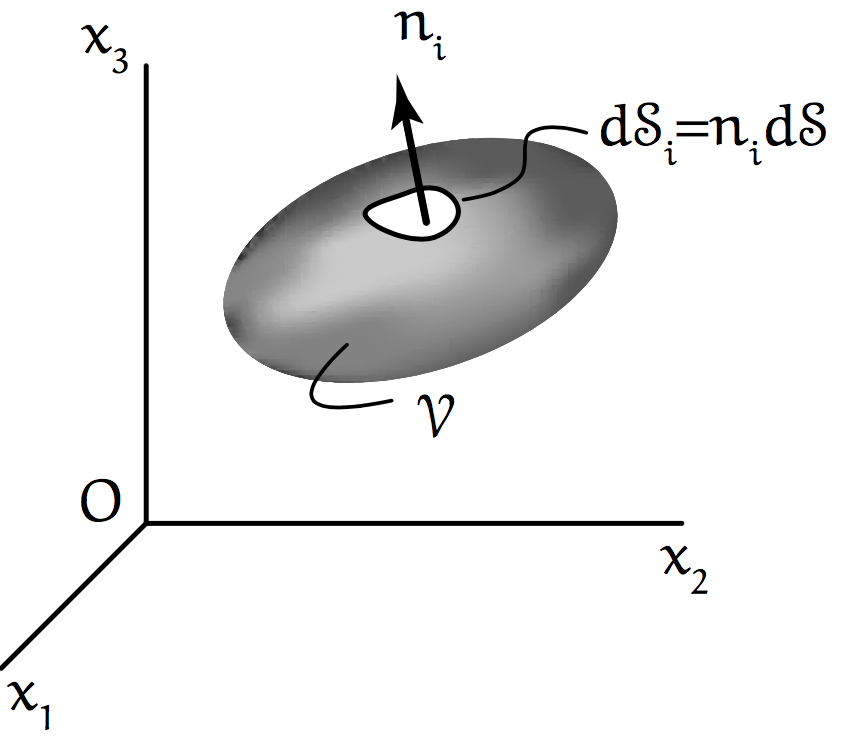 x₃
nᵢ
dSᵢ=nᵢdS
V
O
x₂
x₁